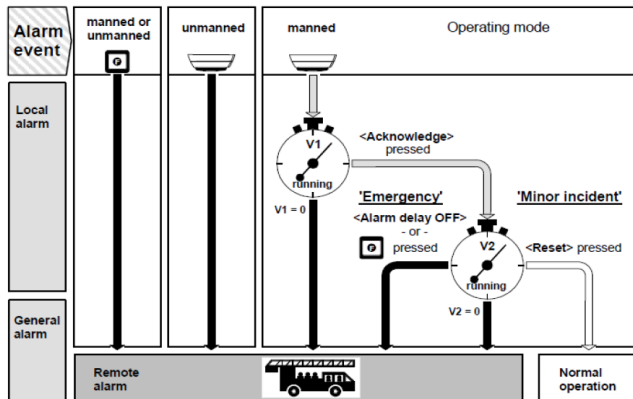 Alarm
event
manned or
unmanned
unmanned
manned
Operating mode
Local
alarm
V1
running
<Acknowledge>
pressed
V1 = 0
'Emergency'
'Minor incident'
<Alarm delay OFF>
- or -
pressed
V2
running
<Reset> pressed
V2 = 0
General
alarm
Remote
alarm
Normal
operation